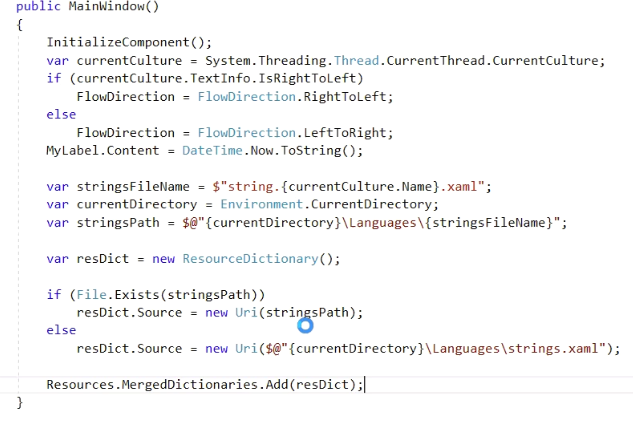 public MainWindow()
{
InitializeComponent();
var currentCulture = System.Threading.Thread.CurrentThread.CurrentCulture;
if (currentCulture.TextInfo.IsRightToLeft)
FlowDirection = FlowDirection.RightToLeft;
else
FlowDirection = FlowDirection.LeftToRight;
MyLabel.Content = DateTime.Now.ToString();
var stringsFileName = $"string.{currentCulture.Name}.xaml";
var currentDirectory = Environment.CurrentDirectory;
var stringsPath = $@"{currentDirectory}\Languages\{stringsFileName}";
var resDict = new ResourceDictionary();
if (File.Exists(stringsPath))
resDict.Source = new Uri(stringsPath);
else
resDict.Source = new Uri($@"{currentDirectory}\Languages\strings.xaml");
Resources.MergedDictionaries.Add(resDict);
}